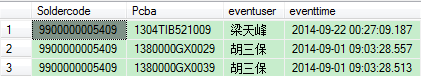 Soldercode Pcba eventuser eventtime
1 9900000005409 1304TIB521009 梁天峰 2014-09-22 00:27:09.187
2 9900000005409 1380000GX0029 胡三保 2014-09-01 09:03:28.557
3 9900000005409 1380000GX0039 胡三保 2014-09-01 09:03:28.513